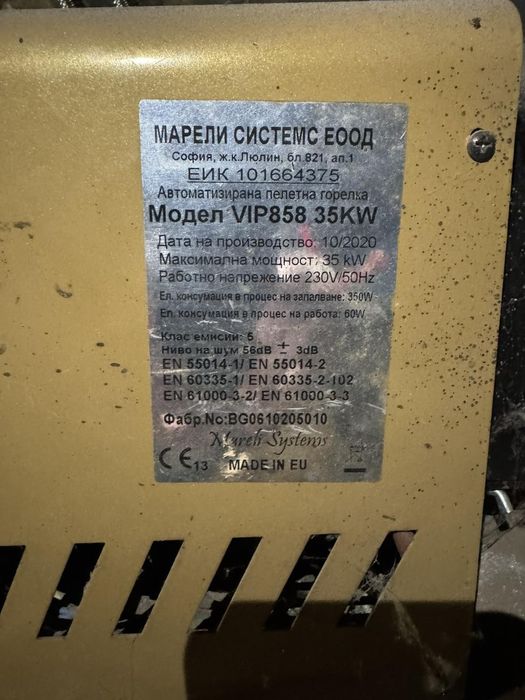 МАРЕЛИ СИСТЕМС ЕООД
София, ж.к.Люлин, бл.821, ап.1
ЕИК 101664375
Автоматизирана пелетна горелка
Модел VIP858 35KW
Дата на производство: 10/2020
Максимална мощност: 35 kW
Работно напрежение 230V/50Hz
Ел. консумация в процес на запалване: 350W
Ел. консумация в процес на работа: 60W
Клас емисии: 5
Ниво на шум 56dB ± 3dB
EN 55014-1/ EN 55014-2
EN 60335-1/ EN 60335-2-102
EN 61000-3-2/ EN 61000-3-3
Фабр.No:BG0610205010
Mareli Systems
CE13 MADE IN EU